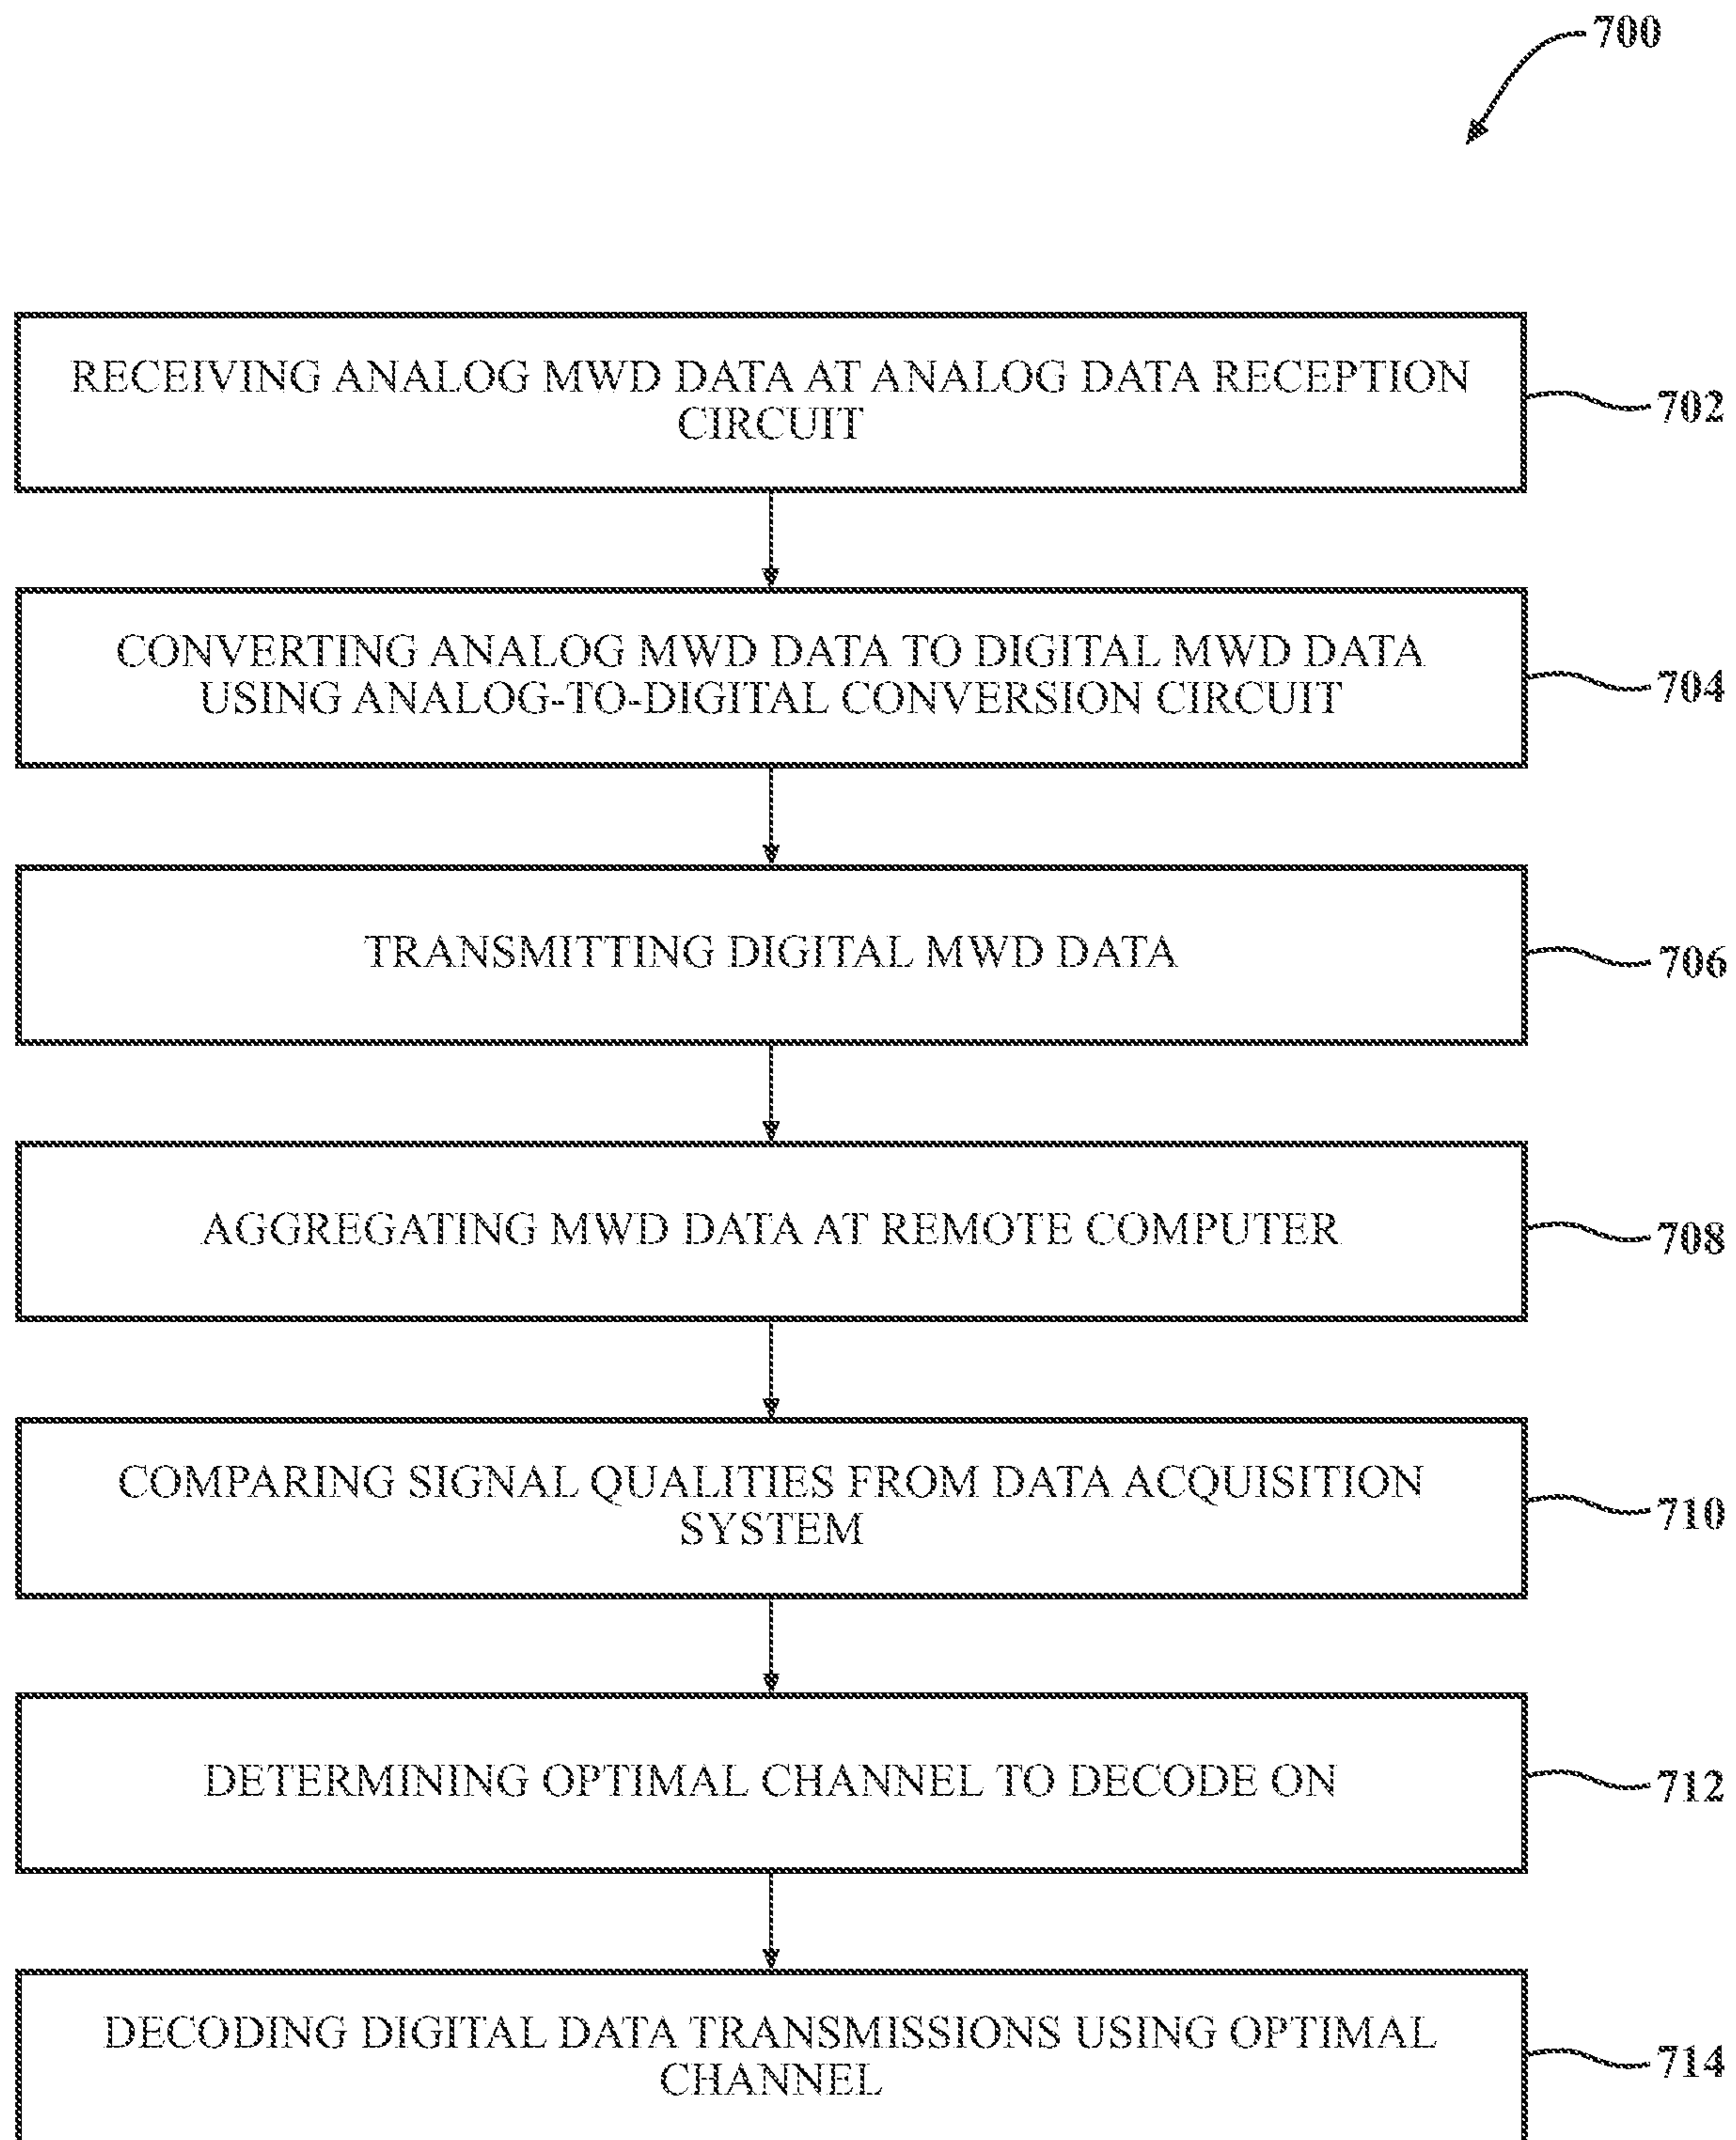 700
RECEIVING ANALOG MWD DATA AT ANALOG DATA RECEPTION
CIRCUIT
702
CONVERTING ANALOG MWD DATA TO DIGITAL MWD DATA
USING ANALOG-TO-DIGITAL CONVERSION CIRCUIT
704
TRANSMITTING DIGITAL MWD DATA
706
AGGREGATING MWD DATA AT REMOTE COMPUTER
708
COMPARING SIGNAL QUALITIES FROM DATA ACQUISITION
SYSTEM
710
DETERMINING OPTIMAL CHANNEL TO DECODE ON
712
DECODING DIGITAL DATA TRANSMISSIONS USING OPTIMAL
CHANNEL
714